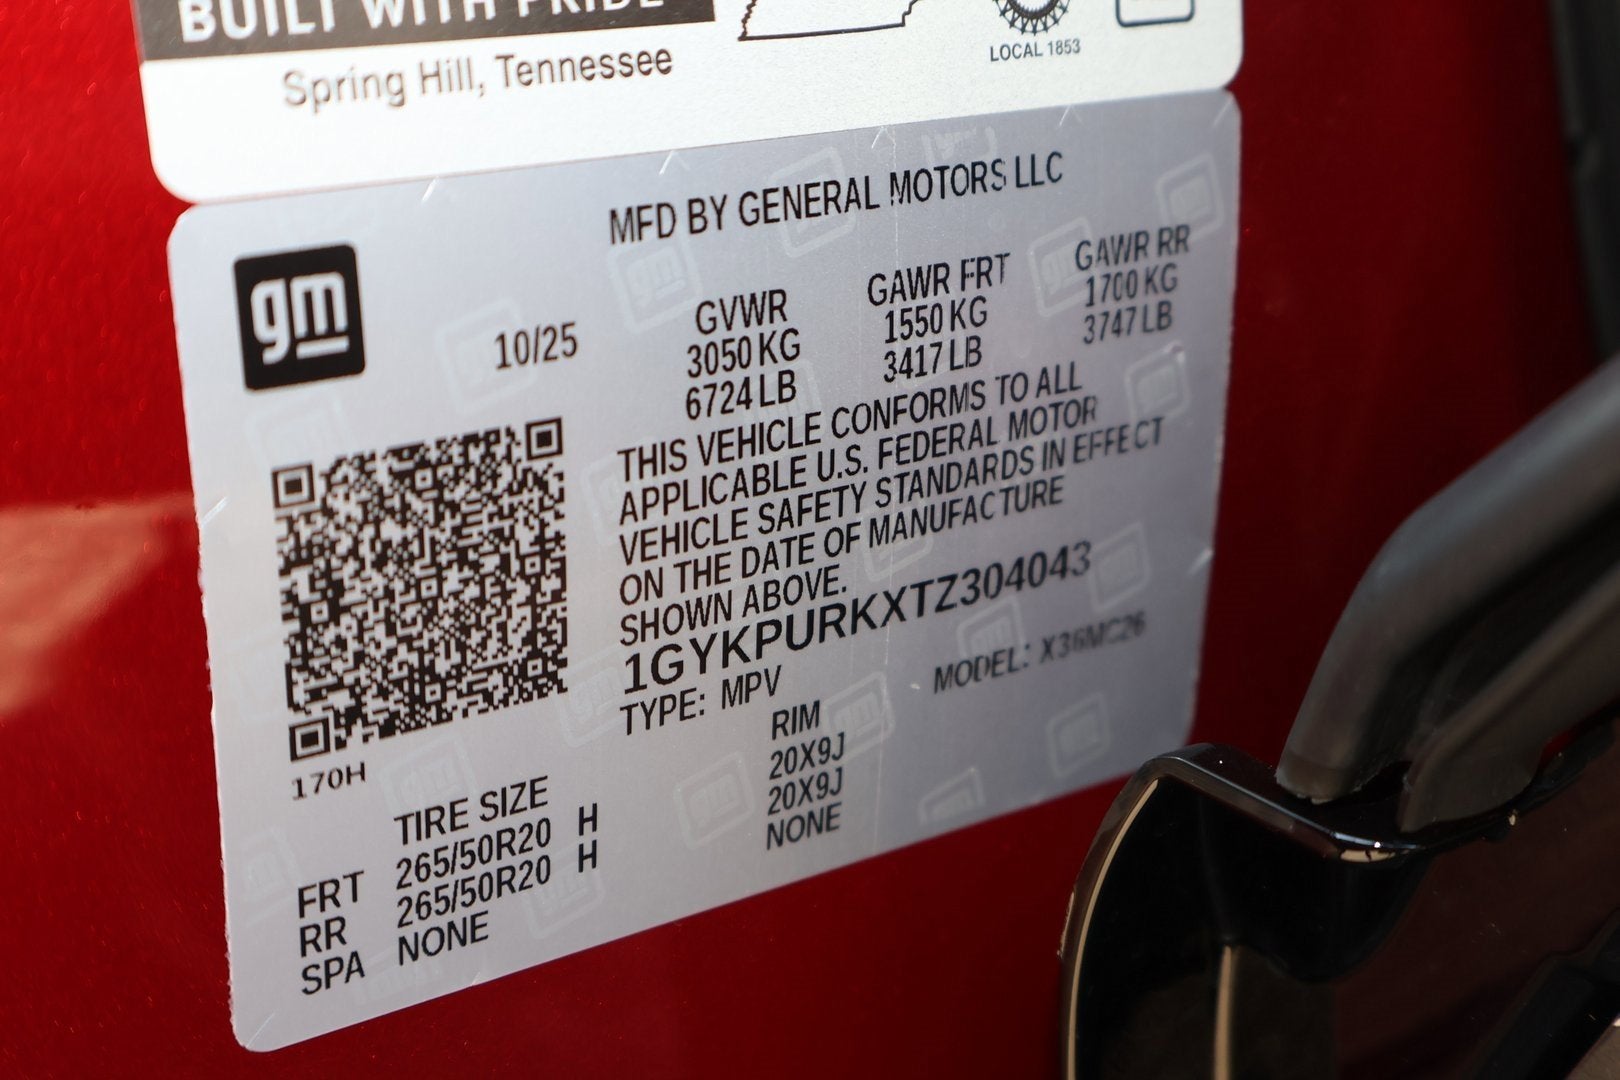 BUILT WITH PRIDE
Spring Hill, Tennessee
LOCAL 1853
MFD BY GENERAL MOTORS LLC
gm
10/25
GVWR GAWR FRT GAWR RR
3050 KG 1550 KG 1700 KG
6724 LB 3417 LB 3747 LB
THIS VEHICLE CONFORMS TO ALL
APPLICABLE U.S. FEDERAL MOTOR
VEHICLE SAFETY STANDARDS IN EFFECT
ON THE DATE OF MANUFACTURE
SHOWN ABOVE.
1GYKPURKXTZ304043
TYPE: MPV MODEL: X36MC26
170H
TIRE SIZE RIM
FRT 265/50R20 H 20X9J
RR 265/50R20 H 20X9J
SPA NONE NONE